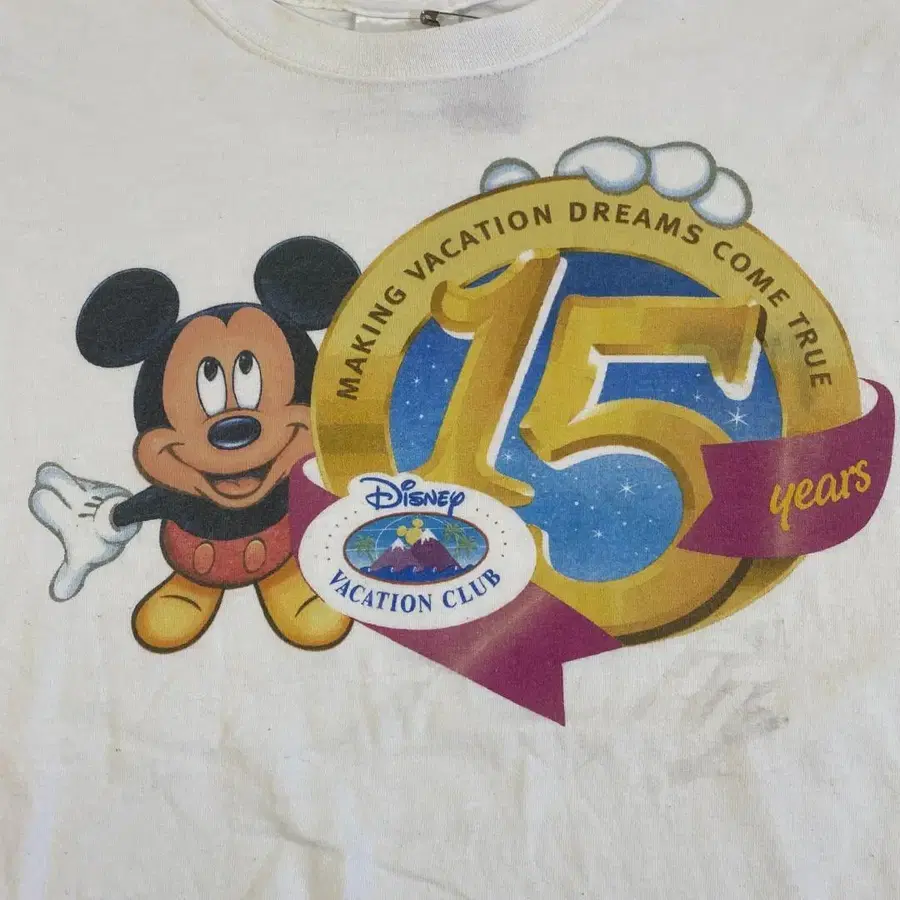 MAKING VACATION DREAMS COME TRUE
15
years
Disney
VACATION CLUB